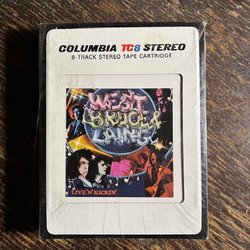 COLUMBIA TC8 STEREO
8-TRACK STEREO TAPE CARTRIDGE
WEST,
BRUCE &
LAING
LIVE 'N' KICKIN'